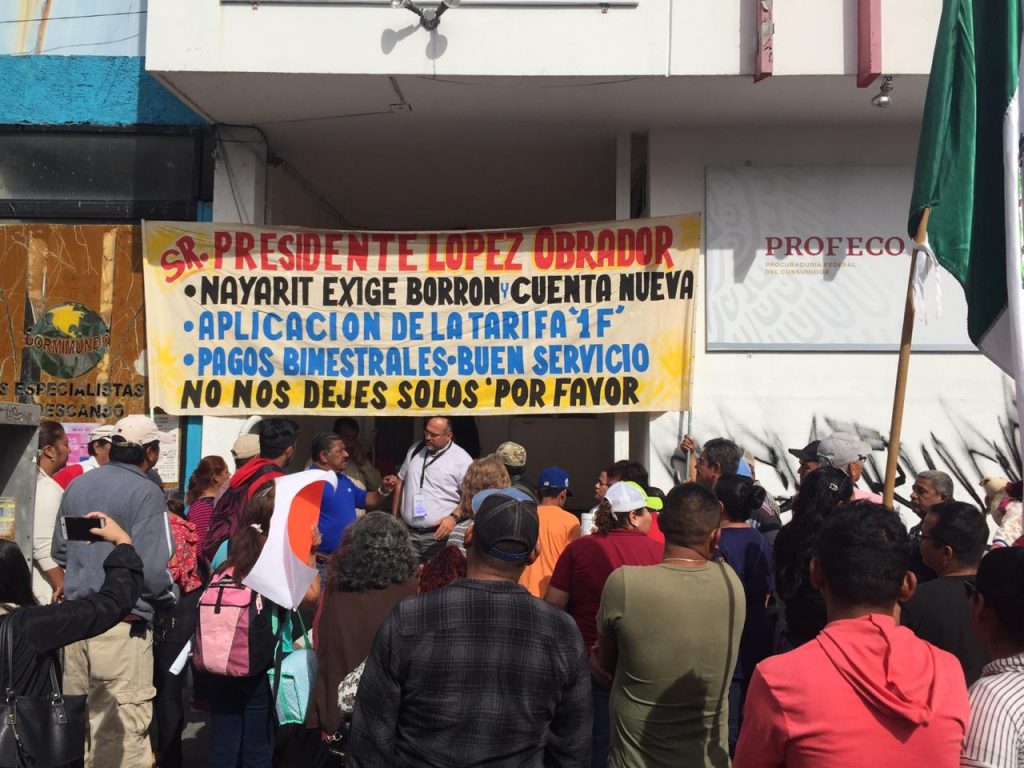 SR. PRESIDENTE LOPEZ OBRADOR
•NAYARIT EXIGE BORRON Y CUENTA NUEVA
•APLICACION DE LA TARIFA "1F"
•PAGOS BIMESTRALES•BUEN SERVICIO
NO NOS DEJES SOLOS "POR FAVOR
PROFECO
PROCURADURÍA FEDERAL
DEL CONSUMIDOR
DORMIMUNDO
ESPECIALISTAS
DESCANSO